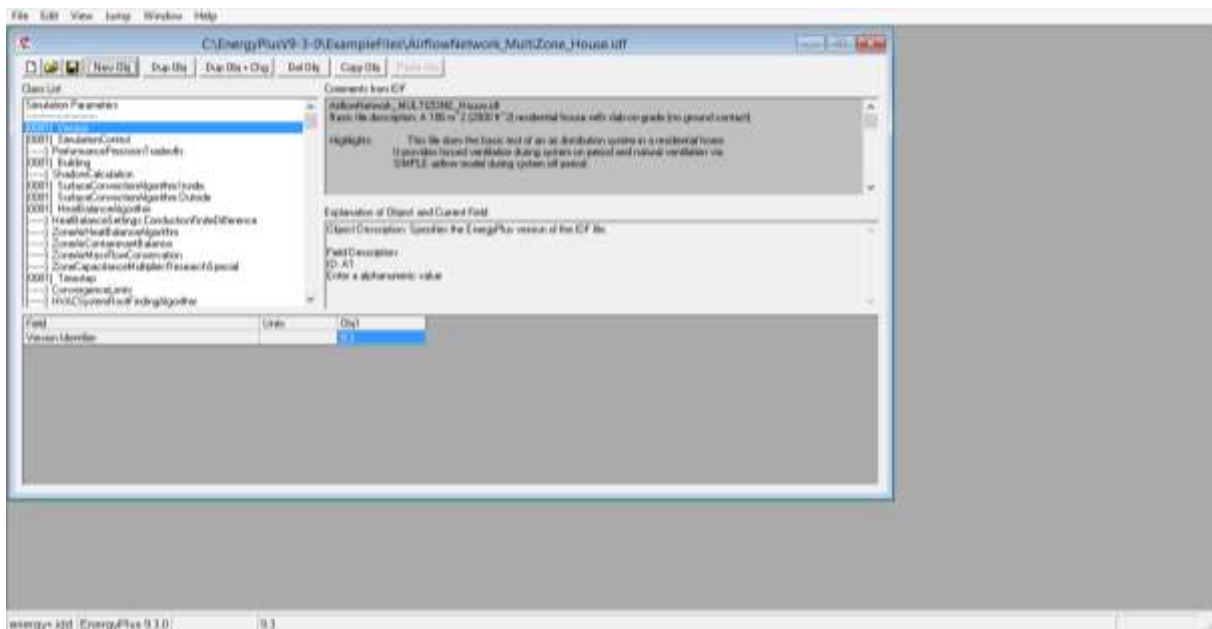 File Edit View Jump Window Help
C:\EnergyPlusV9-3-0\ExampleFiles\AirflowNetwork_MultiZone_House.idf
New Obj Dup Obj Dup Obj + Chg Del Obj Copy Obj Paste Obj
Class List
Comments from IDF
Simulation Parameters
[0001] Version
[0001] SimulationControl
[------] PerformancePrecisionTradeoffs
[0001] Building
[------] ShadowCalculation
[0001] SurfaceConvectionAlgorithm:Inside
[0001] SurfaceConvectionAlgorithm:Outside
[0001] HeatBalanceAlgorithm
[------] HeatBalanceSettings:ConductionFiniteDifference
[------] ZoneAirHeatBalanceAlgorithm
[------] ZoneAirContaminantBalance
[------] ZoneAirMassFlowConservation
[------] ZoneCapacitanceMultiplier:ResearchSpecial
[0001] Timestep
[------] ConvergenceLimits
[------] HVACSystemRootFindingAlgorithm
AirflowNetwork_MULTIZONE_House.idf
Basic file description: A 186 m^2 (2000 ft^2) residential house with slab on grade (no ground contact).
Highlights: This file does the basic test of an air distribution system in a residential home.
It provides forced ventilation during system on period and natural ventilation via
SIMPLE airflow model during system off period.
Explanation of Object and Current Field
Object Description: Specifies the EnergyPlus version of the IDF file.
Field Description:
ID: A1
Enter a alphanumeric value
Field Units Obj1
Version Identifier 9.3
energy+.idd EnergyPlus 9.3.0 9.3